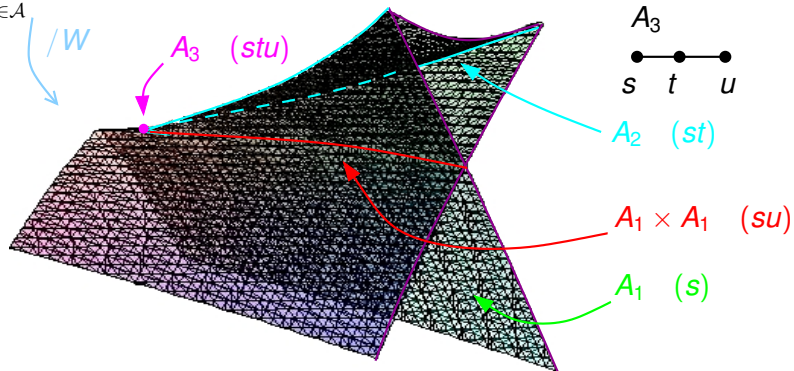 ∈𝒜
/W
A₃ (stu)
A₃
s t u
A₂ (st)
A₁ × A₁ (su)
A₁ (s)